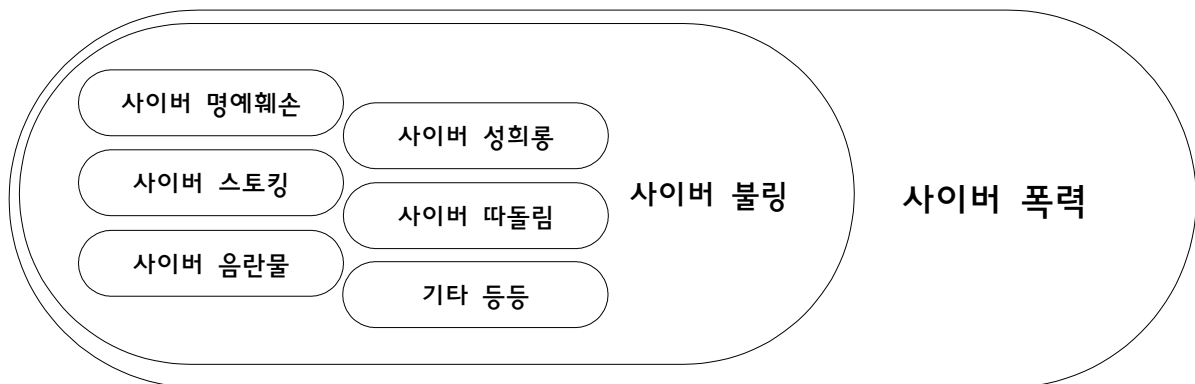 사이버 명예훼손
사이버 스토킹
사이버 음란물
사이버 성희롱
사이버 따돌림
기타 등등
사이버 불링
사이버 폭력